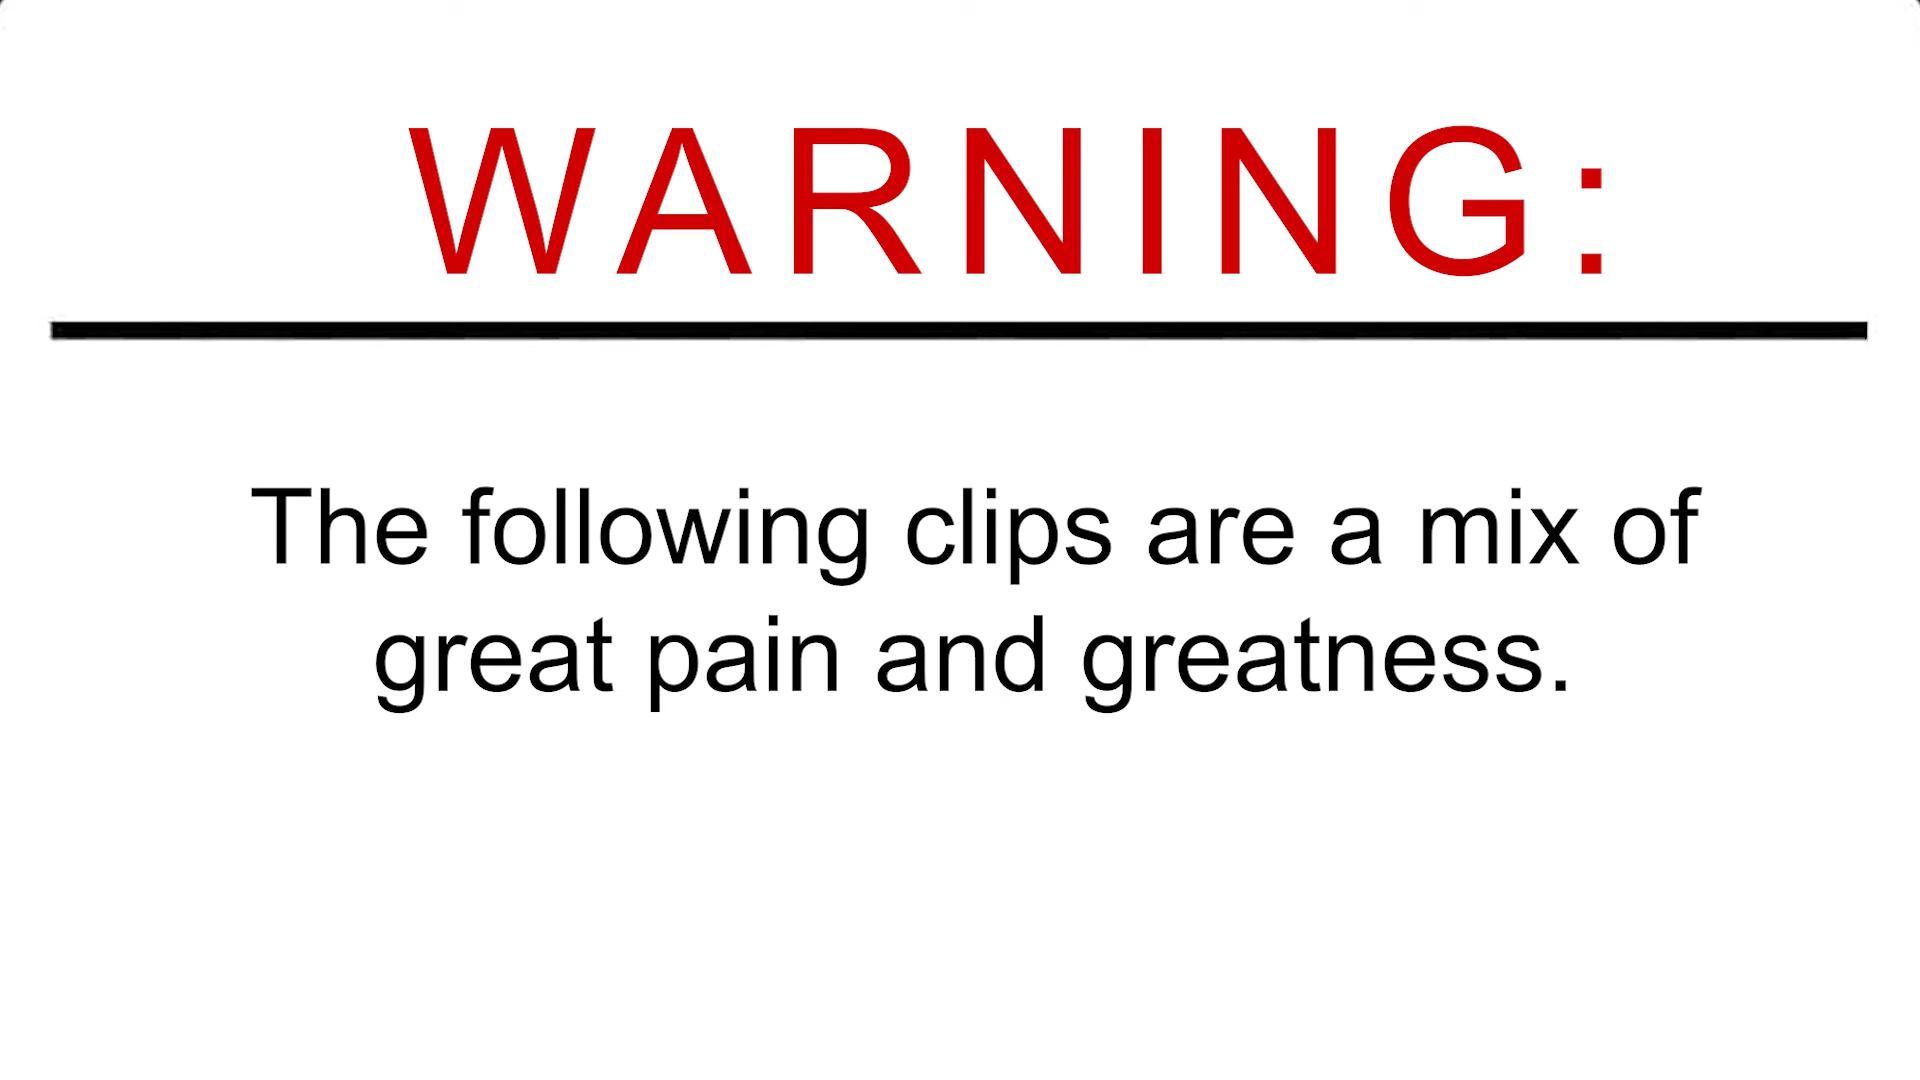 WARNING:
The following clips are a mix of
great pain and greatness.